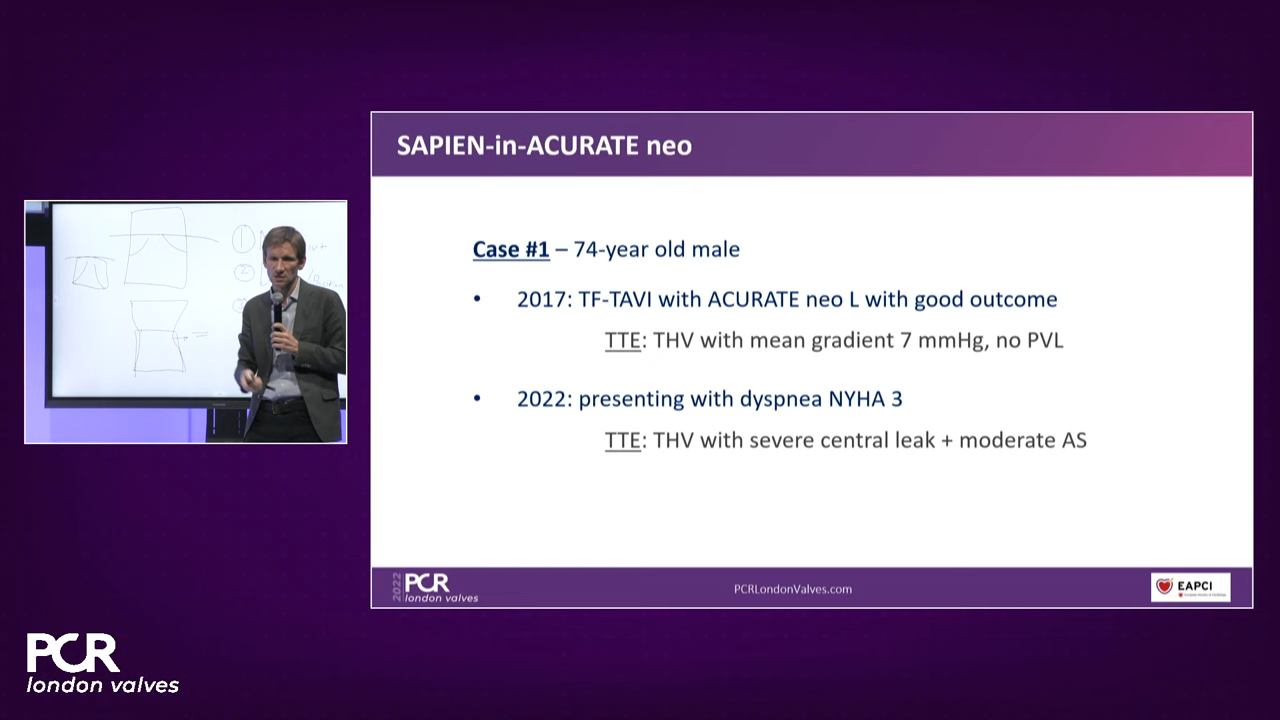 SAPIEN-in-ACURATE neo
Case #1 – 74-year old male
• 2017: TF-TAVI with ACURATE neo L with good outcome
TTE: THV with mean gradient 7 mmHg, no PVL
• 2022: presenting with dyspnea NYHA 3
TTE: THV with severe central leak + moderate AS
1
2
2022 PCR
london valves
PCRLondonValves.com
EAPCI
PCR
london valves